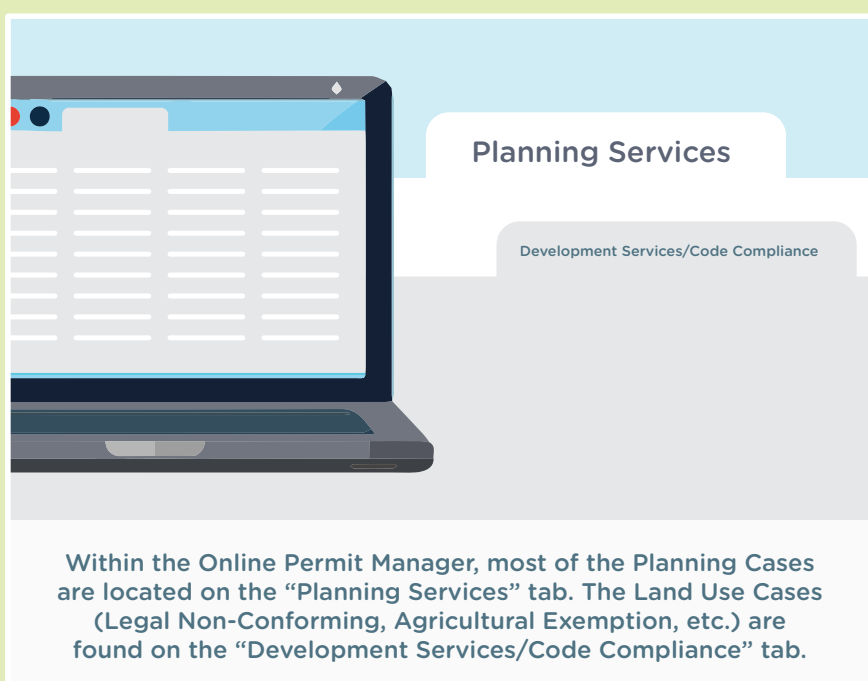 Planning Services
Development Services/Code Compliance
Within the Online Permit Manager, most of the Planning Cases
are located on the “Planning Services” tab. The Land Use Cases
(Legal Non-Conforming, Agricultural Exemption, etc.) are
found on the “Development Services/Code Compliance” tab.